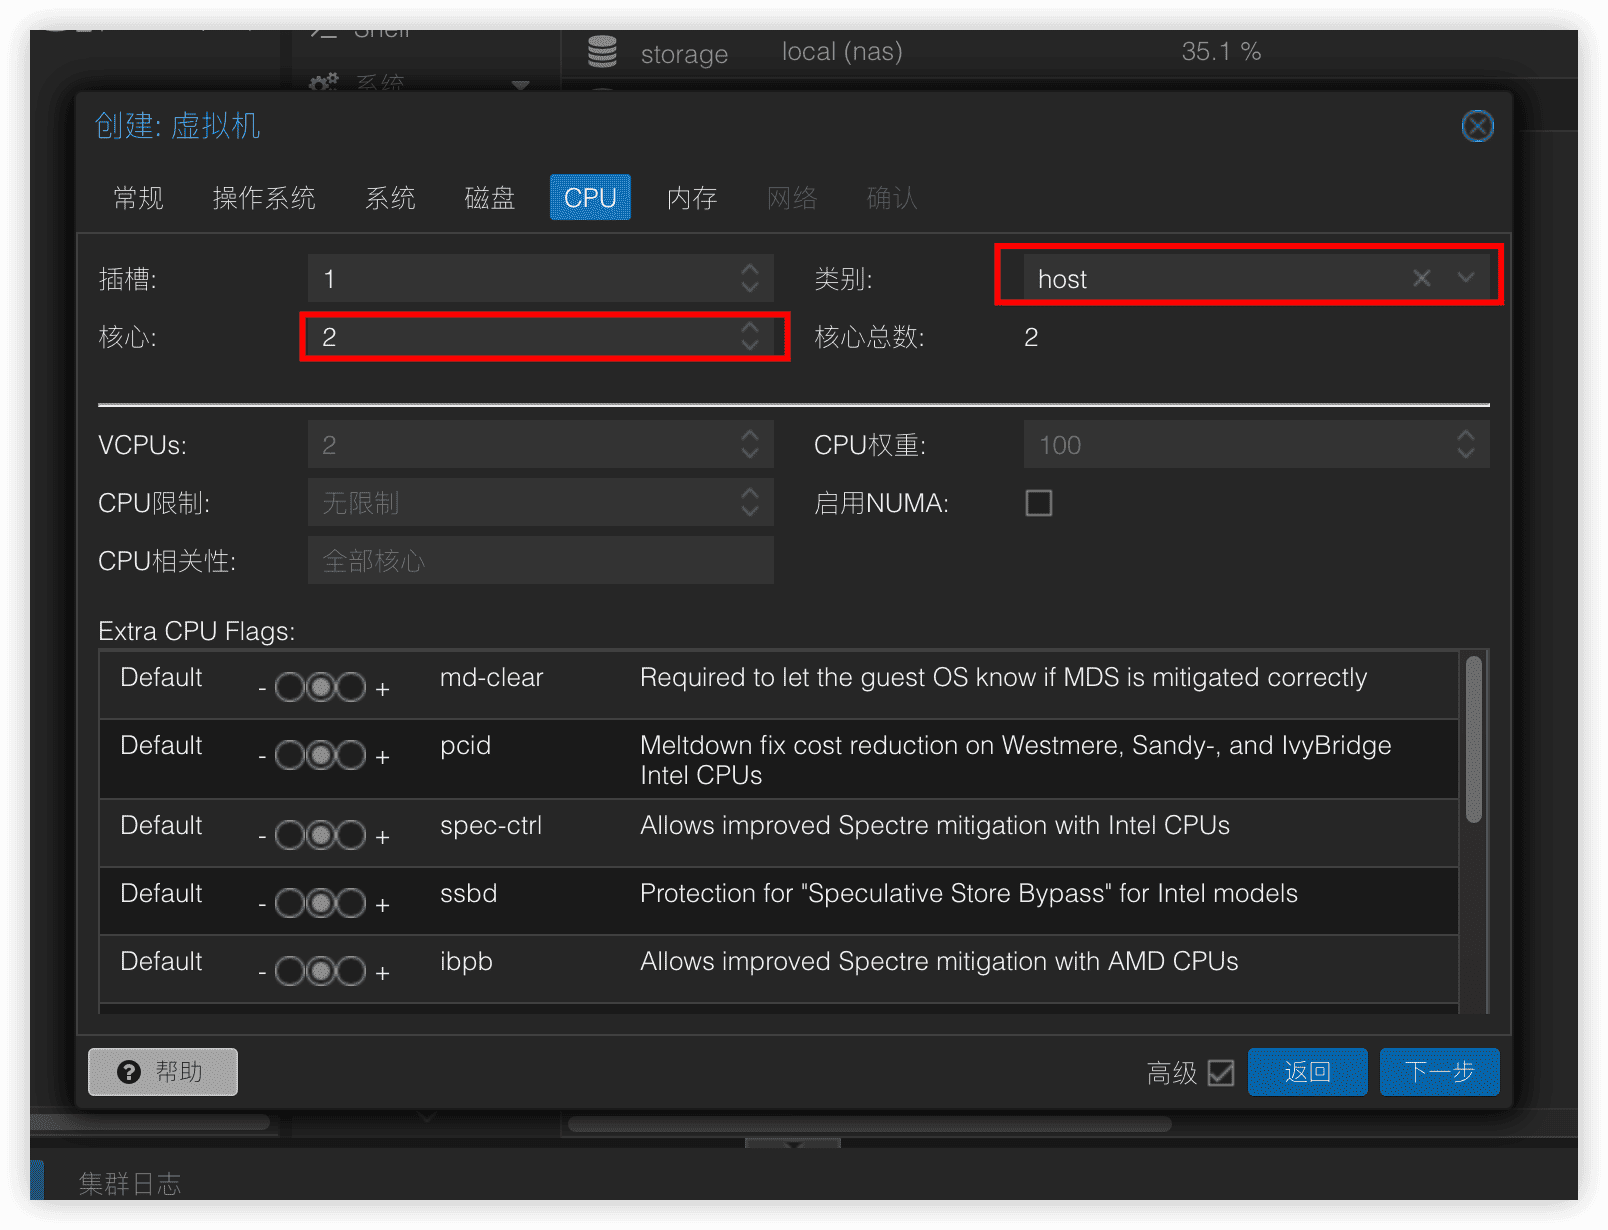 Shell
storage local (nas) 35.1 %
系统
创建: 虚拟机
常规 操作系统 系统 磁盘 CPU 内存 网络 确认
插槽: 1 类别: host
核心: 2 核心总数: 2
VCPUs: 2 CPU权重: 100
CPU限制: 无限制 启用NUMA:
CPU相关性: 全部核心
Extra CPU Flags:
Default - + md-clear Required to let the guest OS know if MDS is mitigated correctly
Default - + pcid Meltdown fix cost reduction on Westmere, Sandy-, and IvyBridge
Intel CPUs
Default - + spec-ctrl Allows improved Spectre mitigation with Intel CPUs
Default - + ssbd Protection for "Speculative Store Bypass" for Intel models
Default - + ibpb Allows improved Spectre mitigation with AMD CPUs
帮助 高级 返回 下一步
集群日志